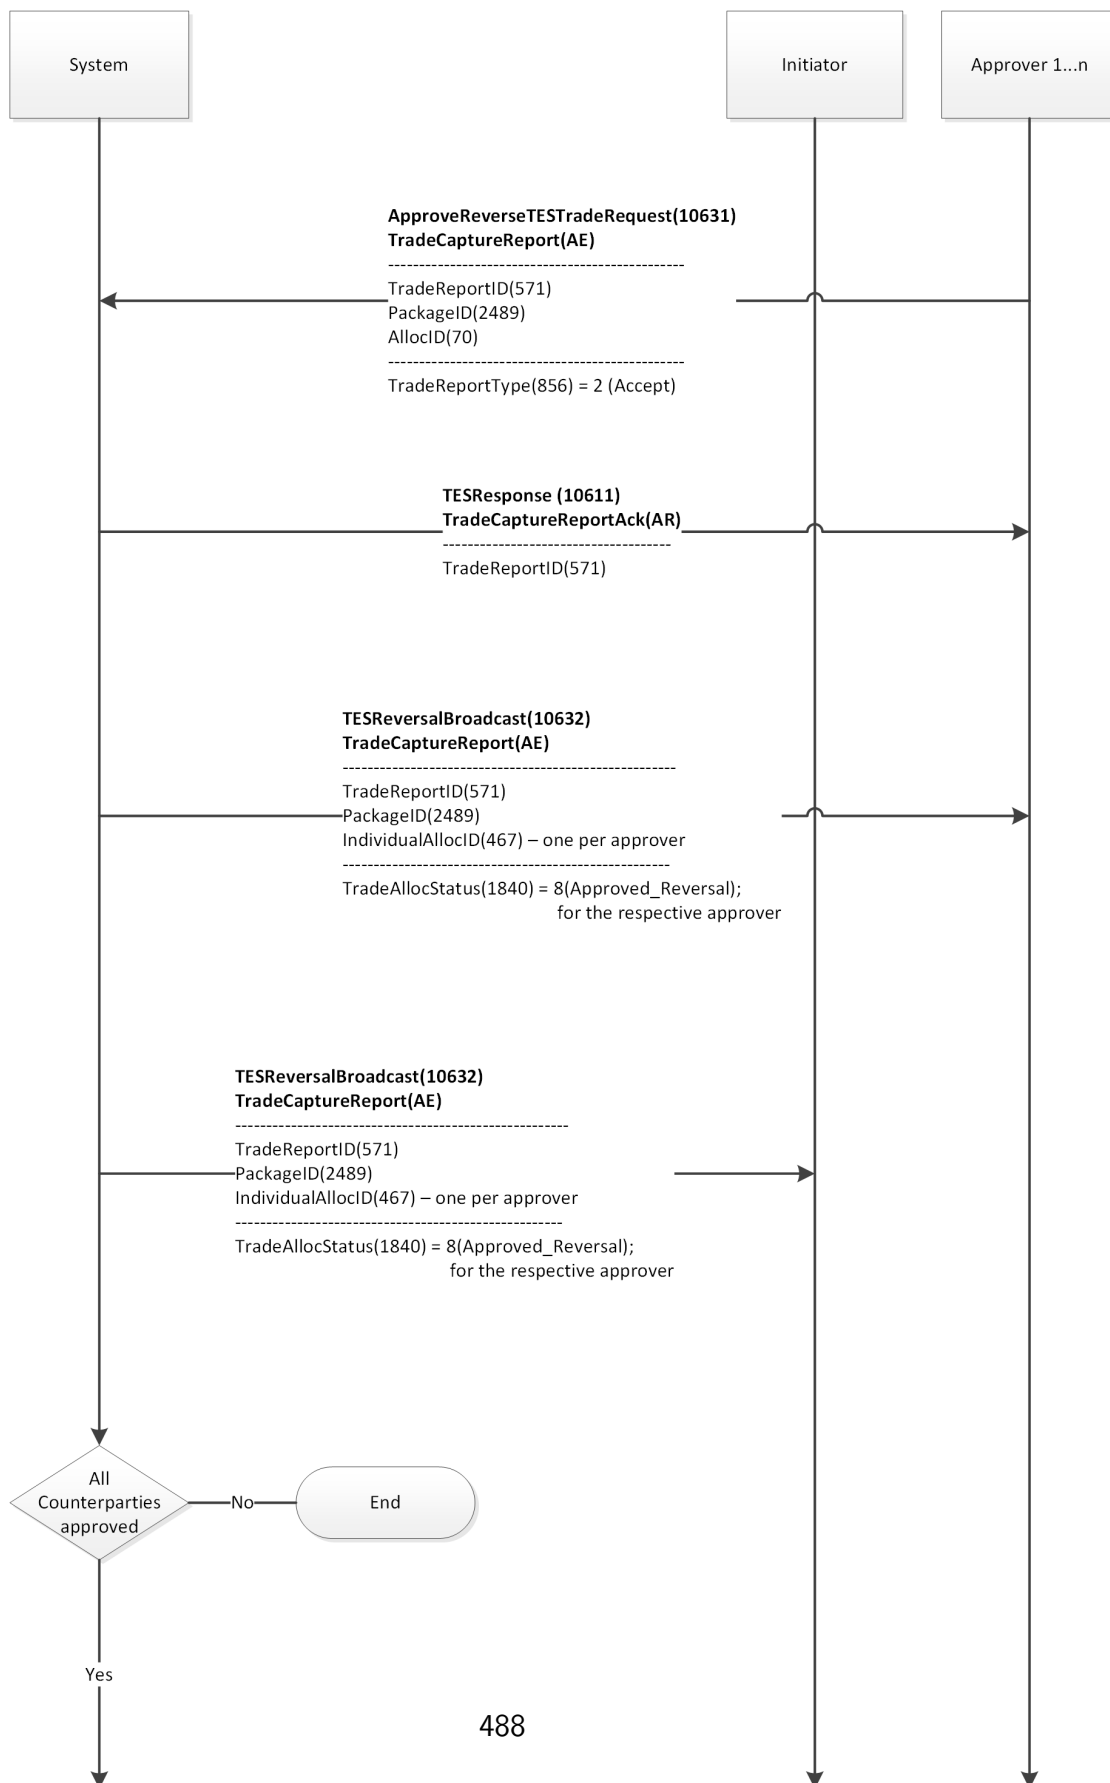 System
Initiator
Approver 1...n
ApproveReverseTESTradeRequest(10631)
TradeCaptureReport(AE)
------------------------------------------------
TradeReportID(571)
PackageID(2489)
AllocID(70)
------------------------------------------------
TradeReportType(856) = 2 (Accept)
TESResponse (10611)
TradeCaptureReportAck(AR)
-------------------------------------
TradeReportID(571)
TESReversalBroadcast(10632)
TradeCaptureReport(AE)
------------------------------------------------------
TradeReportID(571)
PackageID(2489)
IndividualAllocID(467) – one per approver
-----------------------------------------------------
TradeAllocStatus(1840) = 8(Approved_Reversal);
for the respective approver
TESReversalBroadcast(10632)
TradeCaptureReport(AE)
------------------------------------------------------
TradeReportID(571)
PackageID(2489)
IndividualAllocID(467) – one per approver
-----------------------------------------------------
TradeAllocStatus(1840) = 8(Approved_Reversal);
for the respective approver
All
Counterparties
approved
No
End
Yes
488